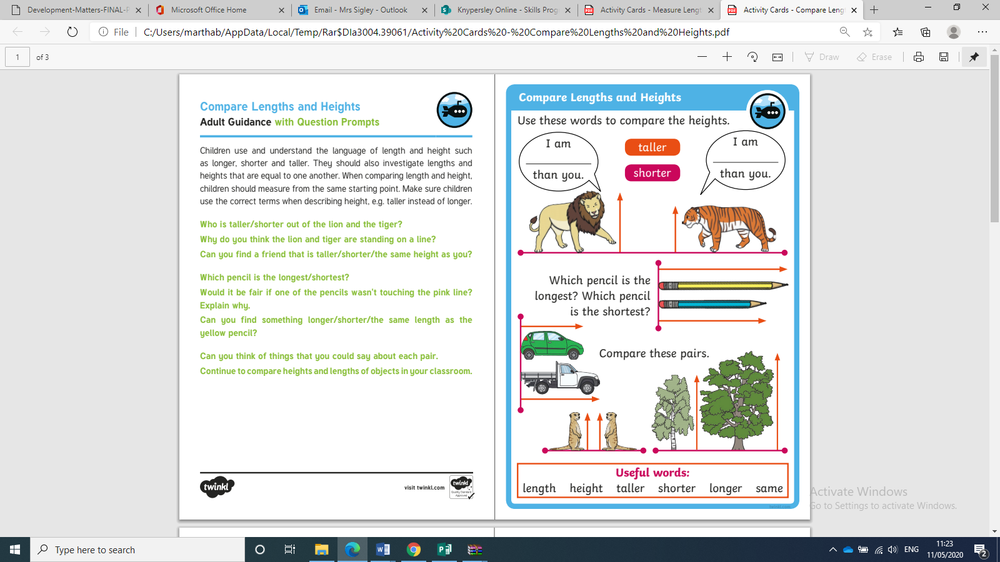 Development-Matters-FINAL-P
Microsoft Office Home
Email - Mrs Sigley - Outlook
Knypersley Online - Skills Prog
Activity Cards - Measure Lengt
Activity Cards - Compare Leng
File
C:/Users/marthab/AppData/Local/Temp/Rar$DIa3004.39061/Activity%20Cards%20-%20Compare%20Lengths%20and%20Heights.pdf
1 of 3
Draw
Erase
Compare Lengths and Heights
Adult Guidance with Question Prompts
Children use and understand the language of length and height such
as longer, shorter and taller. They should also investigate lengths and
heights that are equal to one another. When comparing length and height,
children should measure from the same starting point. Make sure children
use the correct terms when describing height, e.g. taller instead of longer.
Who is taller/shorter out of the lion and the tiger?
Why do you think the lion and tiger are standing on a line?
Can you find a friend that is taller/shorter/the same height as you?
Which pencil is the longest/shortest?
Would it be fair if one of the pencils wasn't touching the pink line?
Explain why.
Can you find something longer/shorter/the same length as the
yellow pencil?
Can you think of things that you could say about each pair.
Continue to compare heights and lengths of objects in your classroom.
twinkl
visit twinkl.com
twinkl
Quality Standard
Approved
Compare Lengths and Heights
Use these words to compare the heights.
I am
than you.
taller
shorter
I am
than you.
Which pencil is the
longest? Which pencil
is the shortest?
Compare these pairs.
Useful words:
length height taller shorter longer same
twinkl.com
Activate Windows
Go to Settings to activate Windows.
Type here to search
ENG
11:23
11/05/2020
2